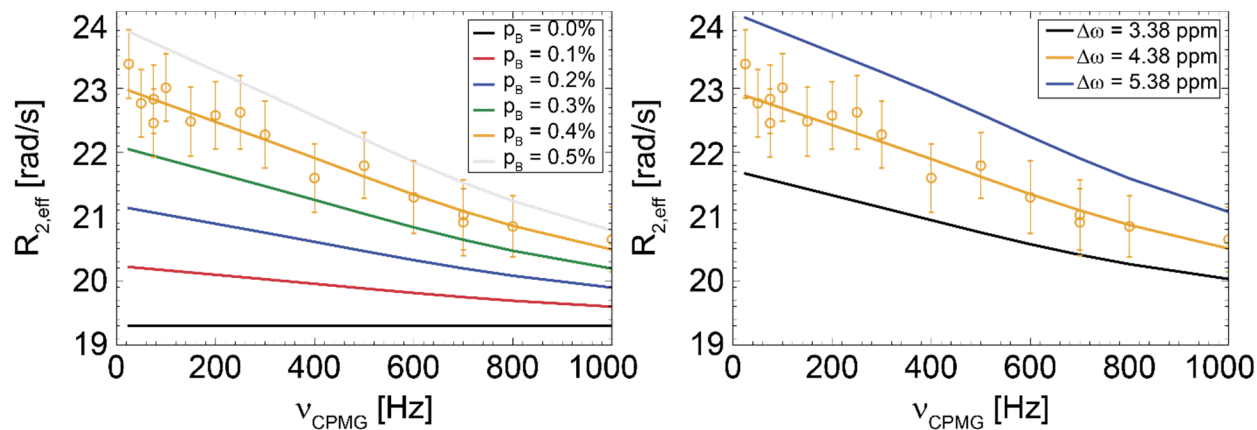 24
23
22
21
20
19
R2,eff [rad/s]
pB = 0.0%
pB = 0.1%
pB = 0.2%
pB = 0.3%
pB = 0.4%
pB = 0.5%
0 200 400 600 800 1000
νCPMG [Hz]
24
23
22
21
20
19
R2,eff [rad/s]
Δω = 3.38 ppm
Δω = 4.38 ppm
Δω = 5.38 ppm
0 200 400 600 800 1000
νCPMG [Hz]